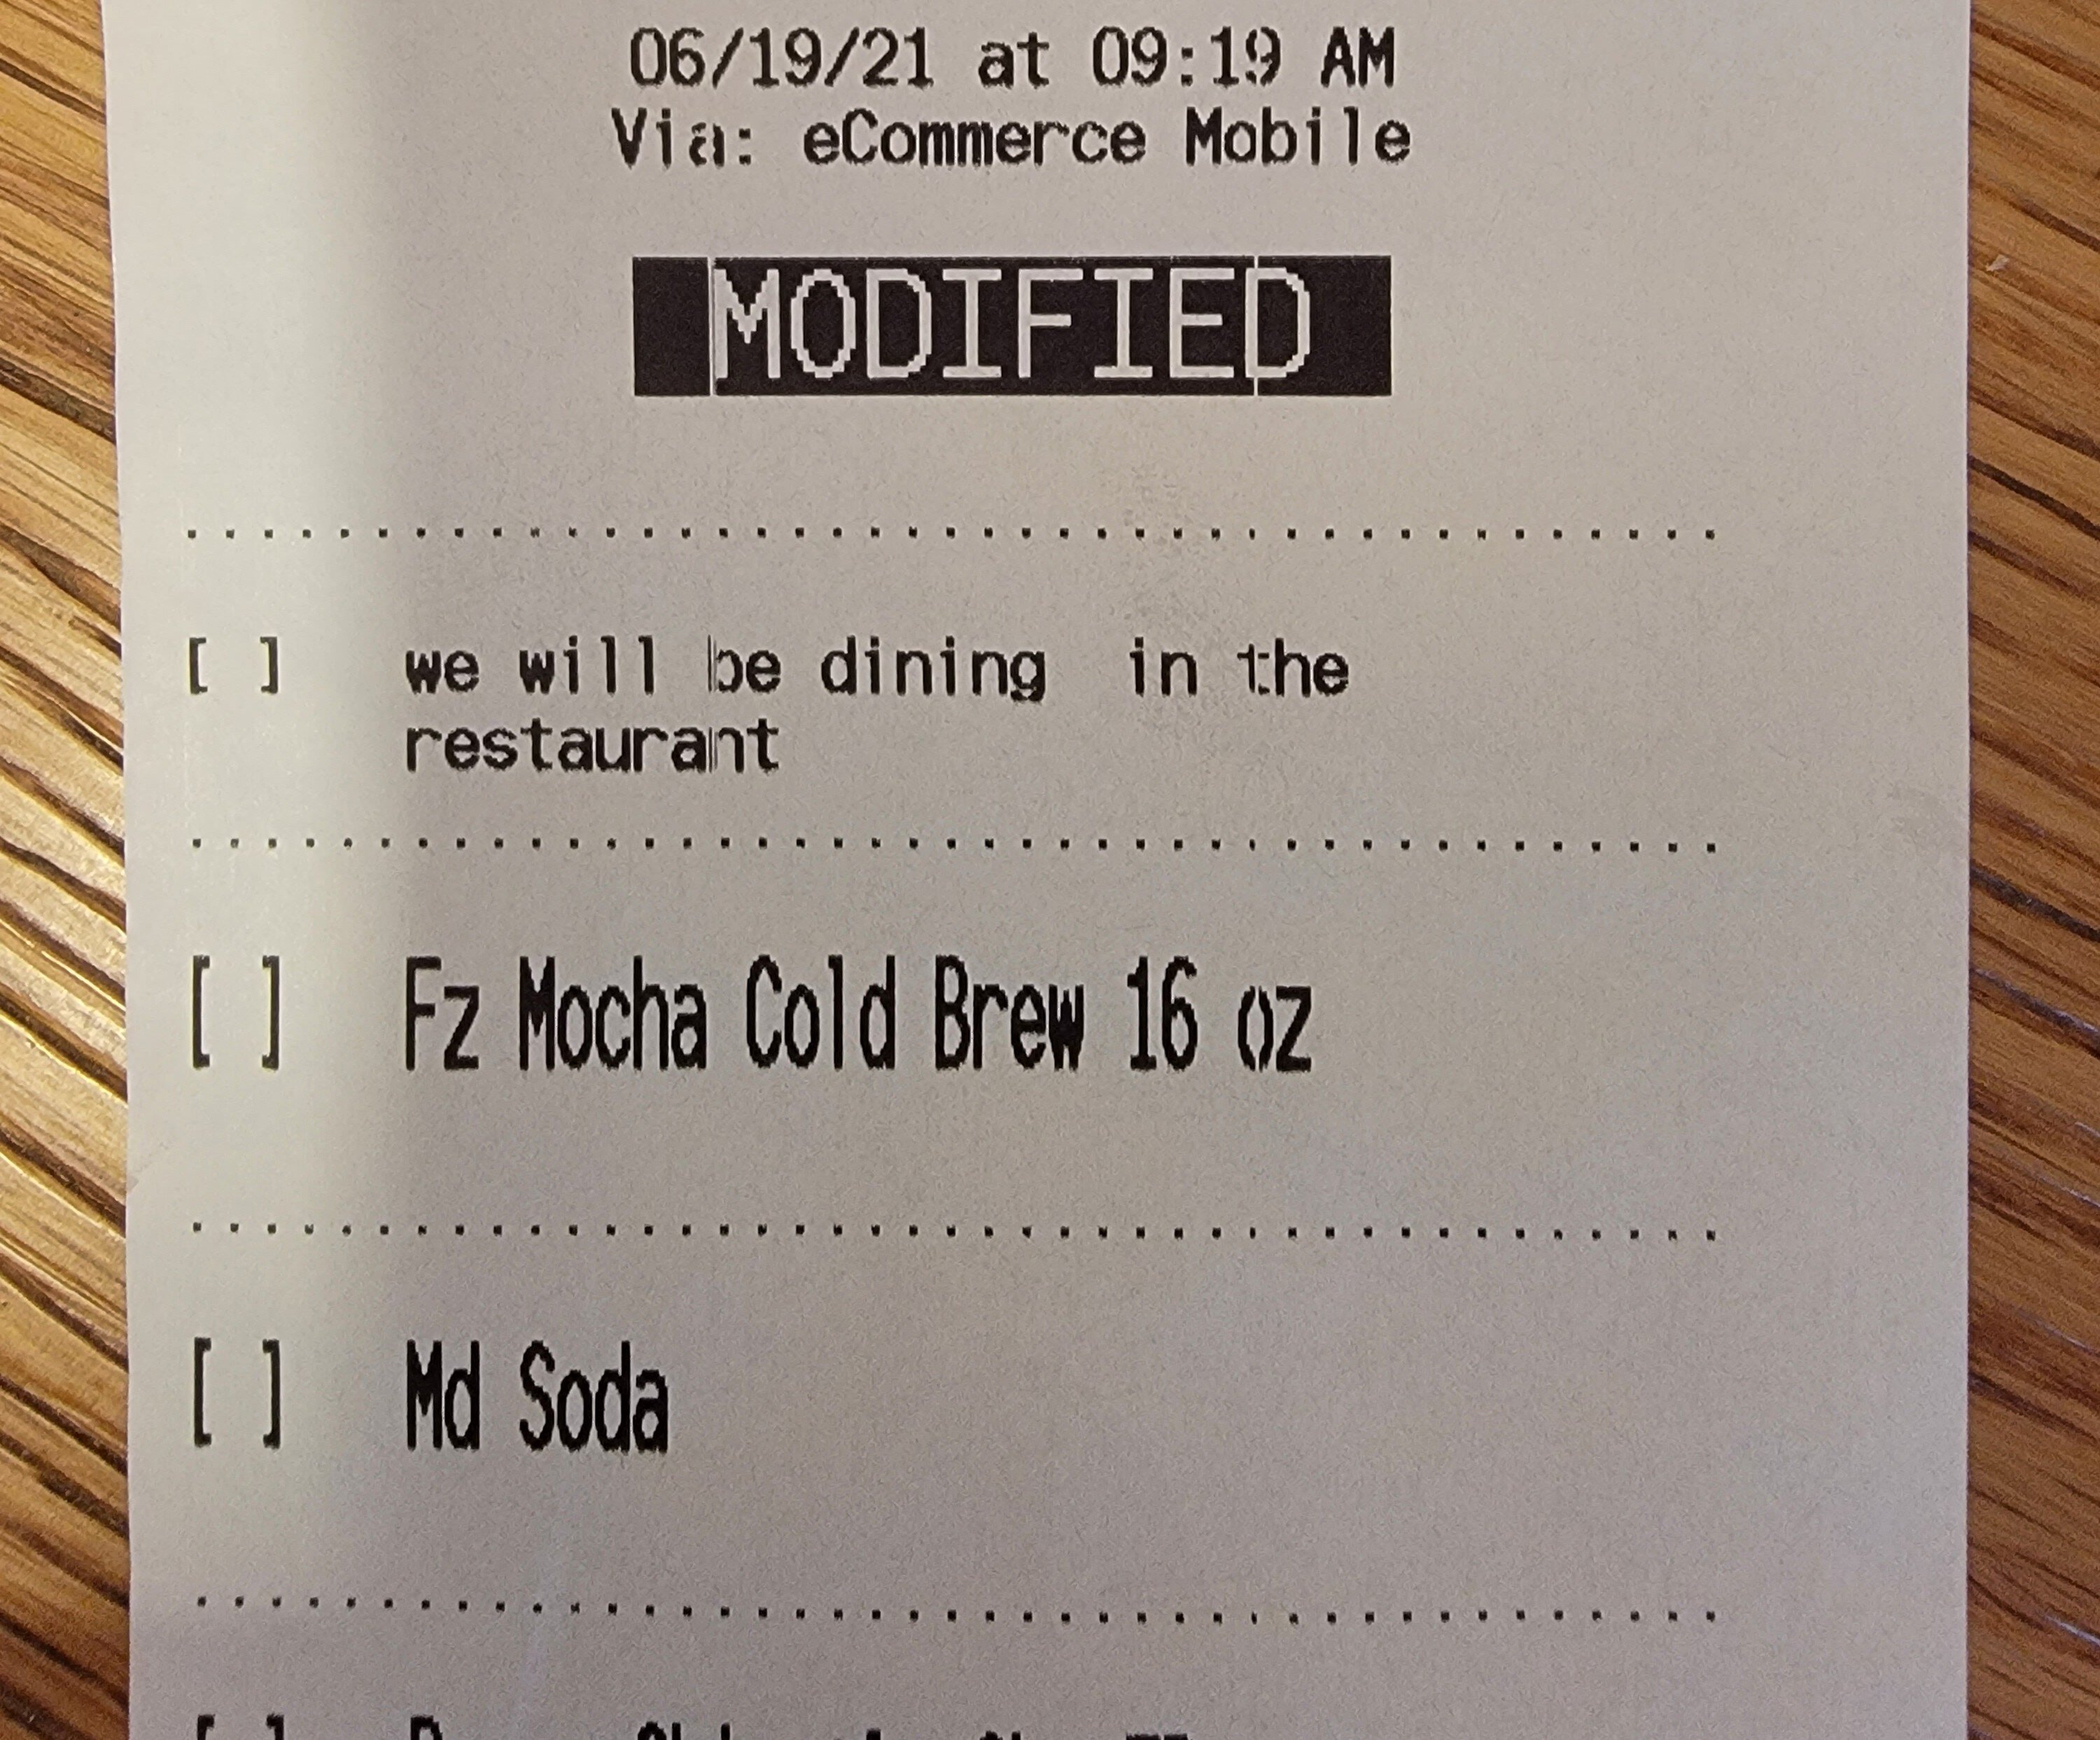 06/19/21 at 09:19 AM
Via: eCommerce Mobile
MODIFIED
[ ] we will be dining  in the
restaurant
[ ] Fz Mocha Cold Brew 16 oz
[ ] Md Soda
[ ]